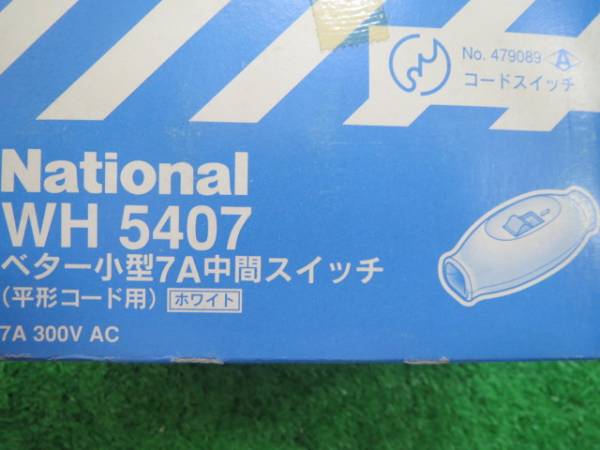 No. 479089 A
コードスイッチ
National
WH 5407
ベター小型7A中間スイッチ
(平形コード用) ホワイト
7A 300V AC